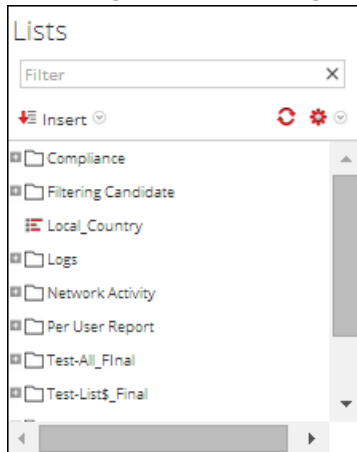 Lists
Filter
Insert
Compliance
Filtering Candidate
Local_Country
Logs
Network Activity
Per User Report
Test-All_FInal
Test-List$_Final